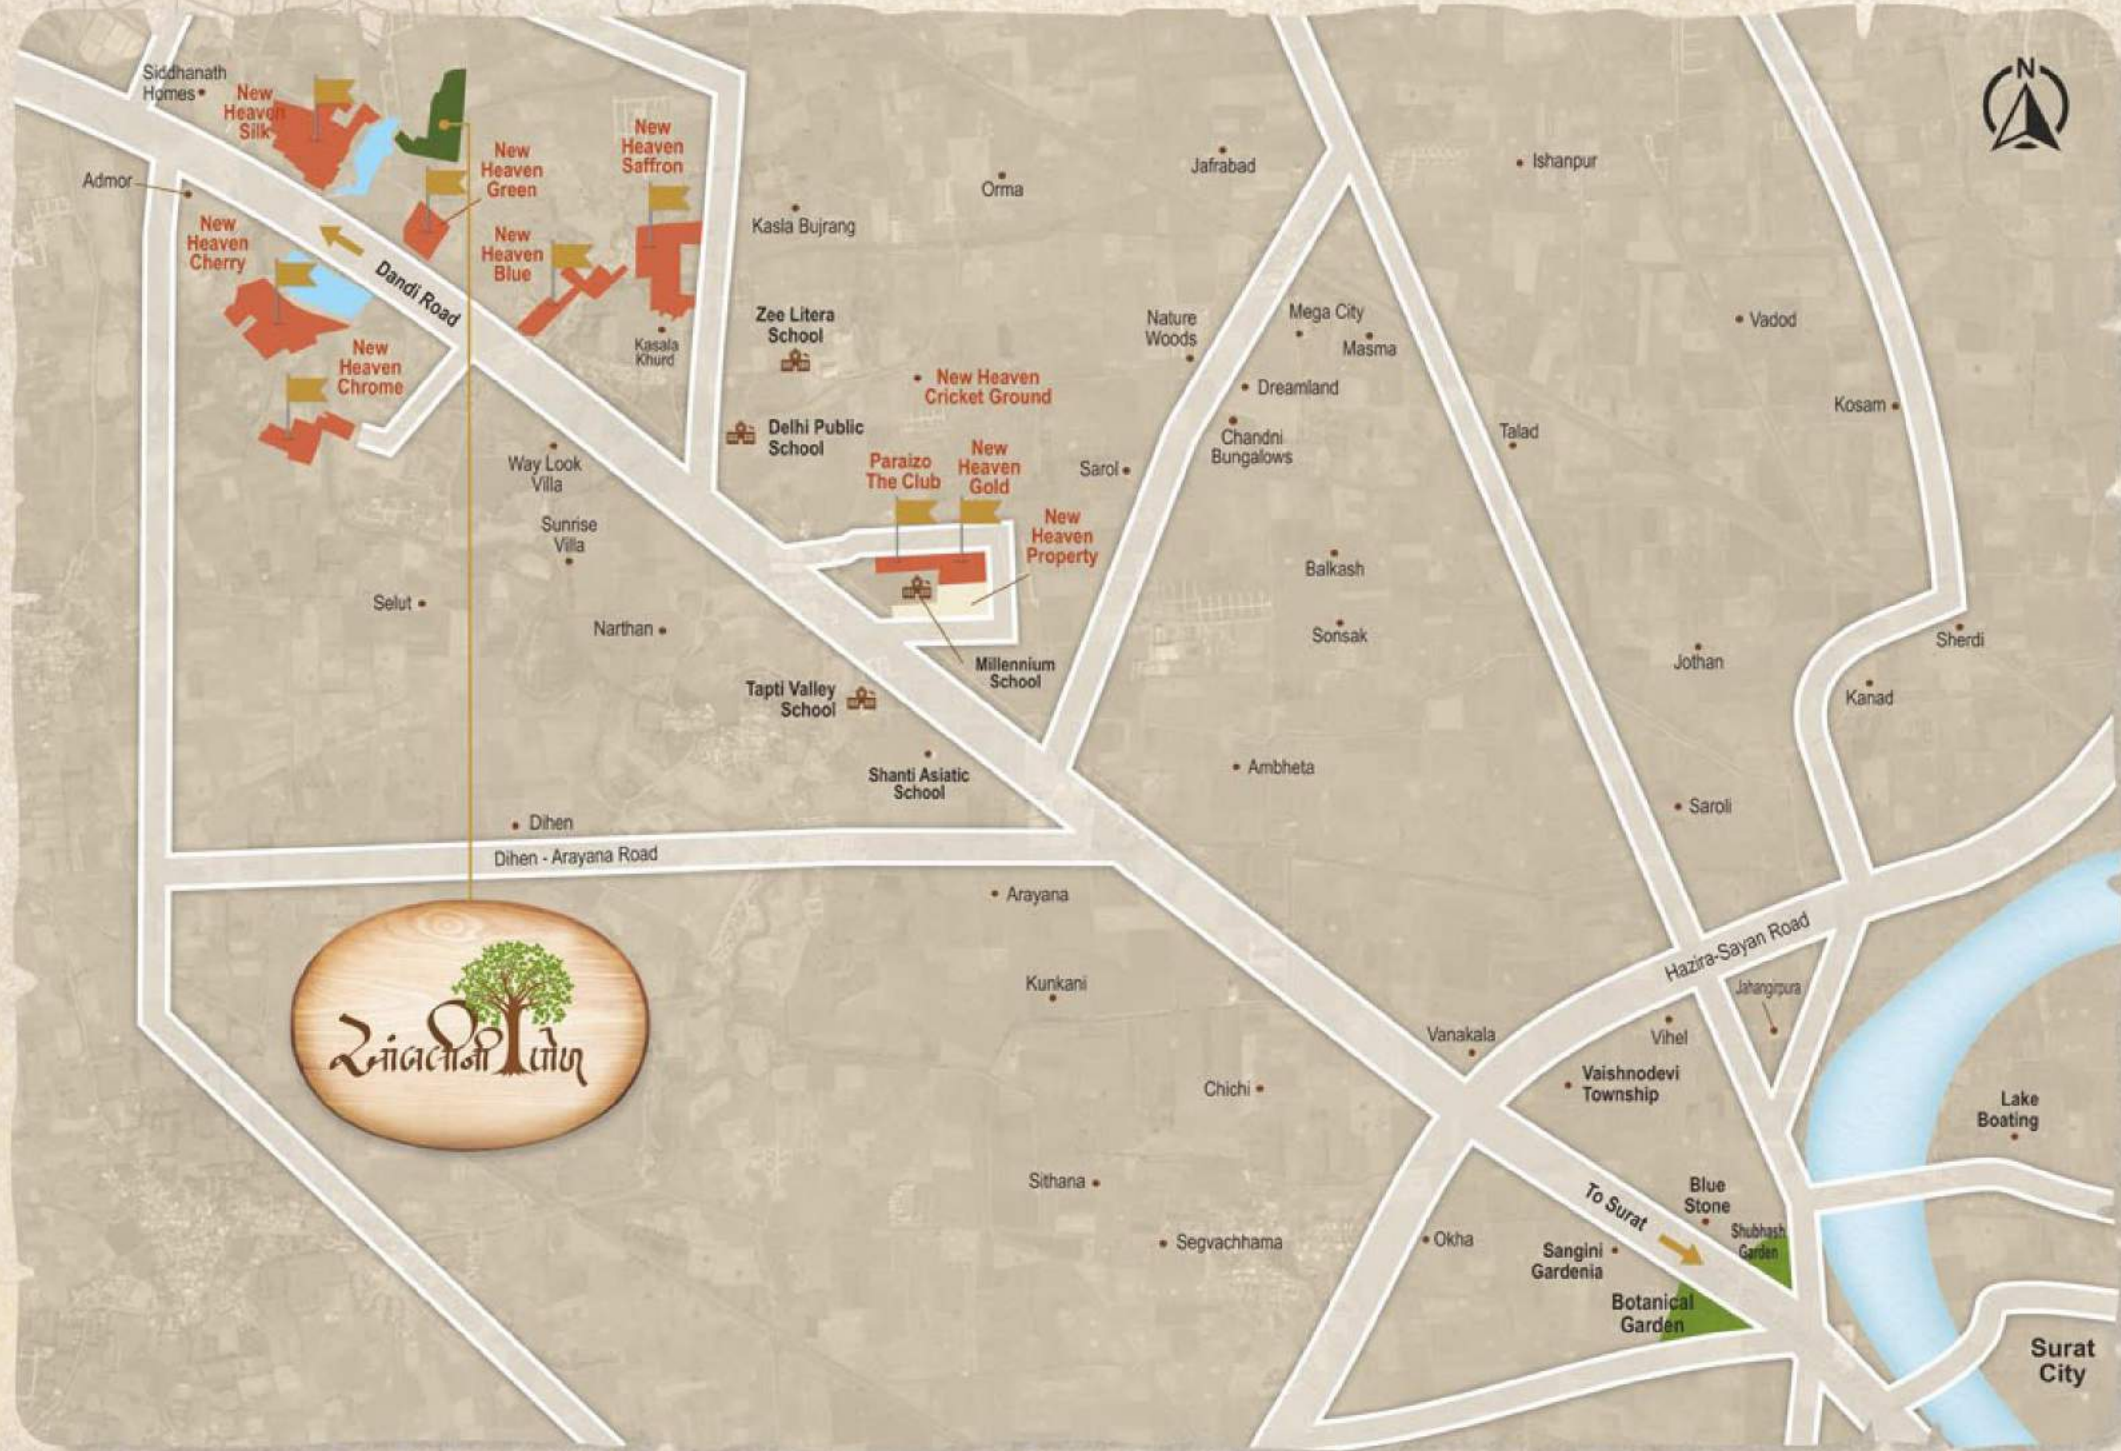 N
Siddhanath
Homes
New
Heaven
Silk
Admor
New
Heaven
Green
New
Heaven
Saffron
New
Heaven
Cherry
New
Heaven
Blue
Dandi Road
New
Heaven
Chrome
Kasala
Khurd
Kasla Bujrang
Orma
Jafrabad
Ishanpur
Zee Litera
School
Delhi Public
School
New Heaven
Cricket Ground
Nature
Woods
Mega City
Masma
Dreamland
Chandni
Bungalows
Vadod
Kosam
Talad
Way Look
Villa
Sunrise
Villa
Paraizo
The Club
New
Heaven
Gold
New
Heaven
Property
Sarol
Balkash
Selut
Narthan
Sonsak
Jothan
Sherdi
Kanad
Millennium
School
Tapti Valley
School
Shanti Asiatic
School
Ambheta
Saroli
Dihen
Dihen - Arayana Road
Arayana
Hazira-Sayan Road
Jahangirpura
Kunkani
Vanakala
Vihel
Chichi
Vaishnodevi
Township
Lake
Boating
Sithana
Blue
Stone
To Surat
Shubhash
Garden
Segvachhama
Okha
Sangini
Gardenia
Botanical
Garden
Surat
City